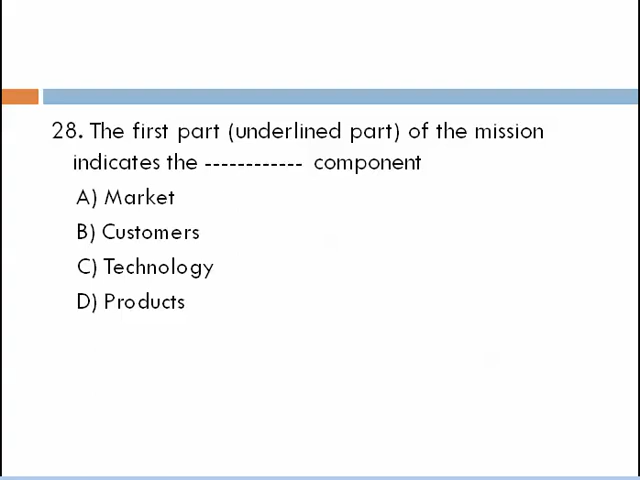 28. The first part (underlined part) of the mission
indicates the ------------ component
A) Market
B) Customers
C) Technology
D) Products